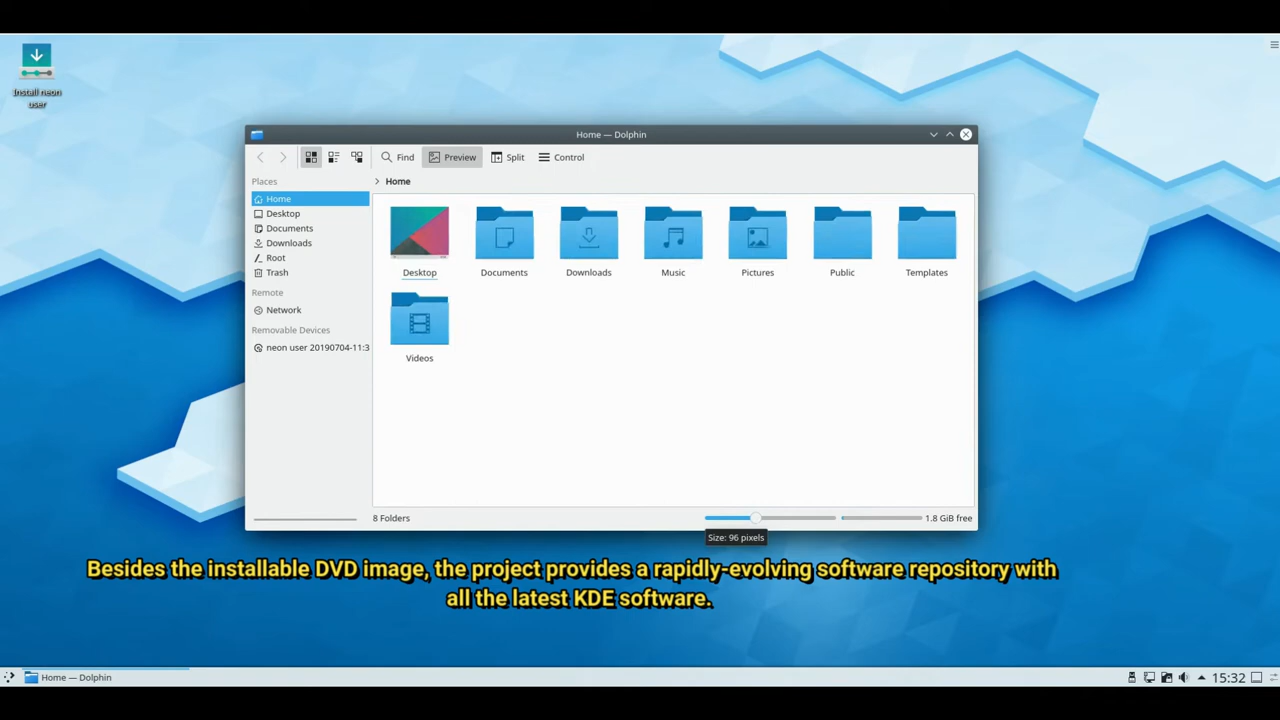 Install neon
user
Home — Dolphin
Find
Preview
Split
Control
Places
Home
Desktop
Documents
Downloads
Root
Trash
Remote
Network
Removable Devices
neon user 20190704-11:3
Home
Desktop
Documents
Downloads
Music
Pictures
Public
Templates
Videos
8 Folders
1.8 GiB free
Size: 96 pixels
Besides the installable DVD image, the project provides a rapidly-evolving software repository with
all the latest KDE software.
Home — Dolphin
15:32